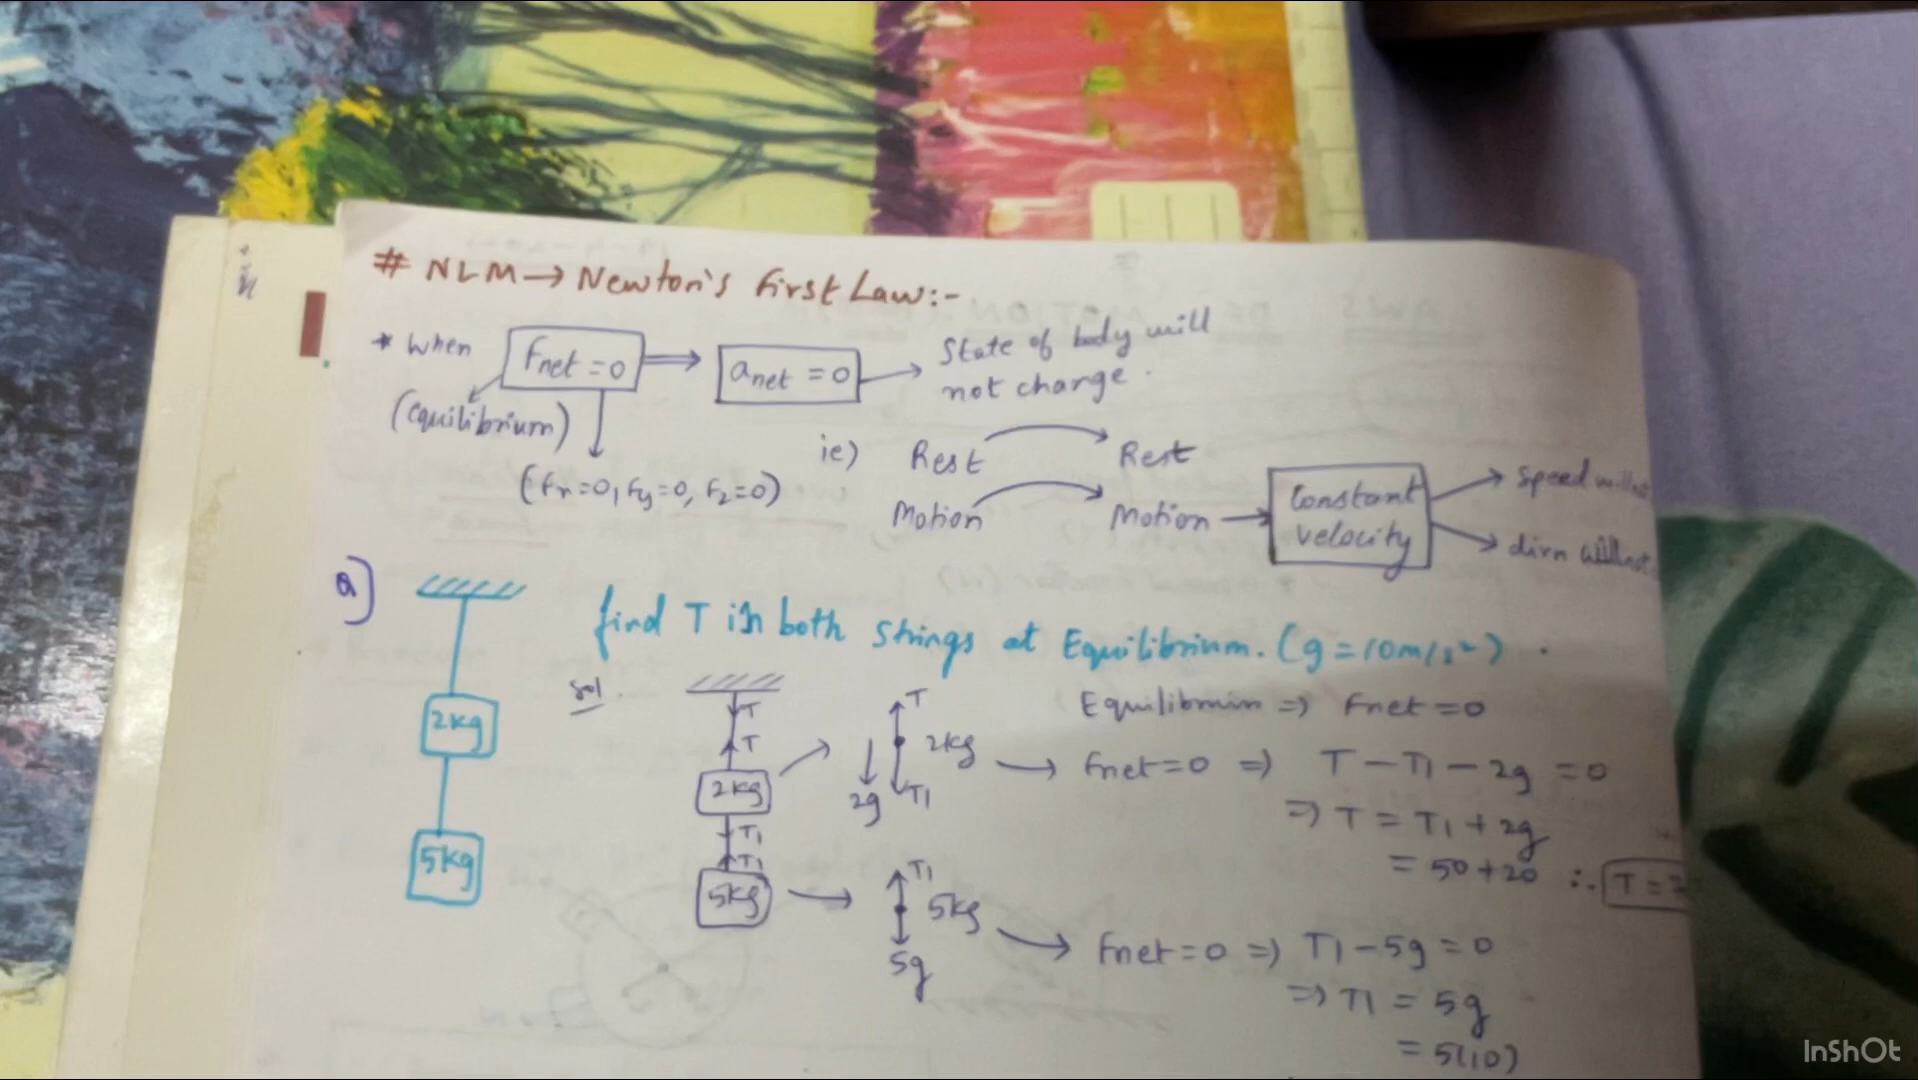 # NLM → Newton's first Law:-
* when Fnet = 0 ⇒ anet = 0 → State of body will not change.
(equilibrium)
(Fx=0, Fy=0, Fz=0)
ie) Rest Rest
Motion Motion → Constant velocity
speed
dirn
Q]
find T in both strings at Equilibrium. (g = 10m/s²).
2kg
5kg
Sol.
T
T
2kg
T1
T1
5kg
T
2kg
2g
T1
T1
5kg
5g
Equilibrium ⇒ Fnet = 0
→ Fnet = 0 ⇒ T - T1 - 2g = 0
⇒ T = T1 + 2g
= 50 + 20 ∴ T =
→ Fnet = 0 ⇒ T1 - 5g = 0
⇒ T1 = 5g
= 5(10)
InShOt